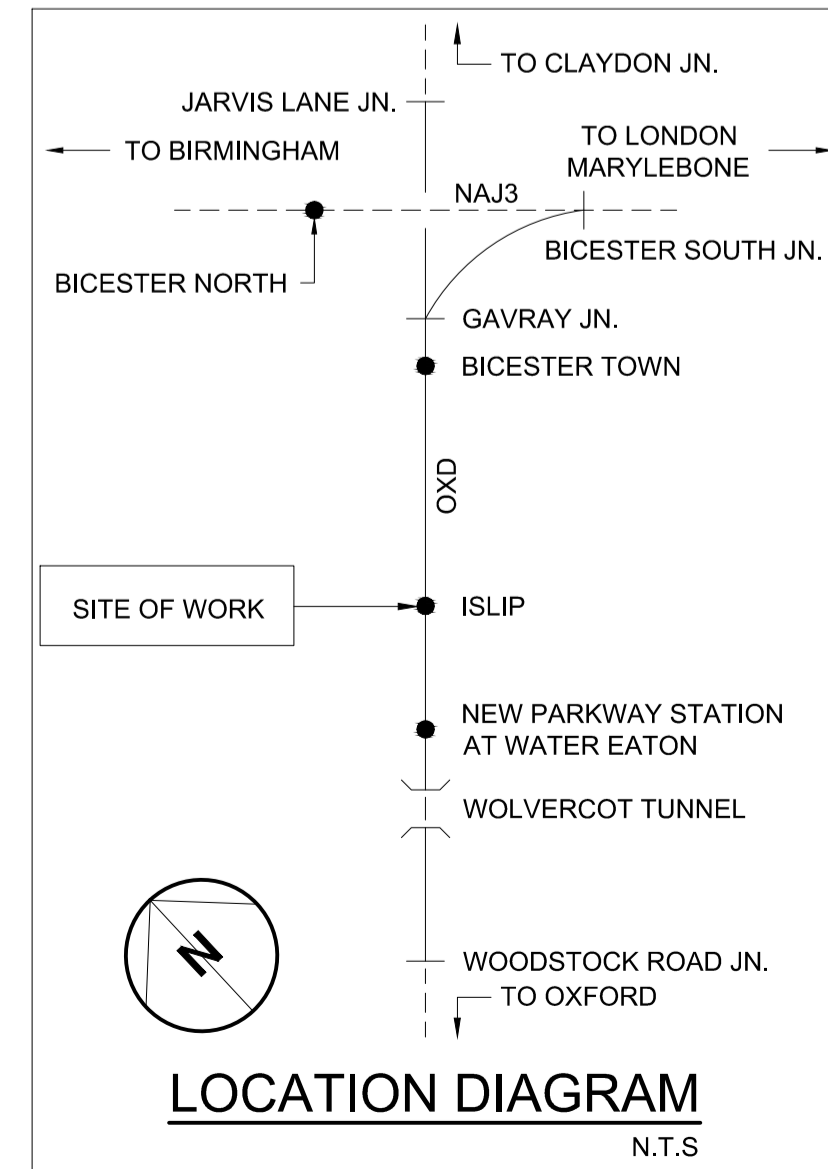 TO CLAYDON JN.
JARVIS LANE JN.
TO BIRMINGHAM
TO LONDON
MARYLEBONE
NAJ3
BICESTER NORTH
BICESTER SOUTH JN.
GAVRAY JN.
BICESTER TOWN
OXD
SITE OF WORK
ISLIP
NEW PARKWAY STATION
AT WATER EATON
WOLVERCOT TUNNEL
N
WOODSTOCK ROAD JN.
TO OXFORD
LOCATION DIAGRAM
N.T.S